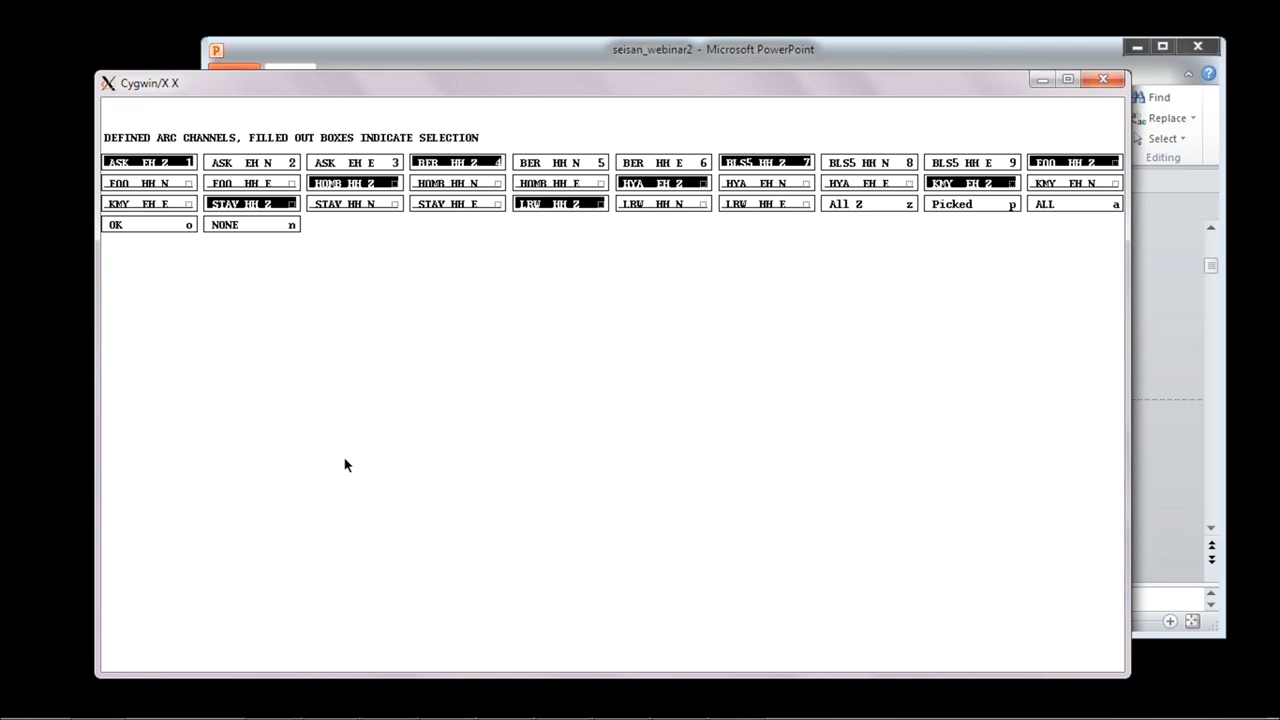 seisan_webinar2 - Microsoft PowerPoint
Cygwin/X X
Find
Replace
Select
Editing
DEFINED ARC CHANNELS, FILLED OUT BOXES INDICATE SELECTION
ASK EH Z 1 ASK EH N 2 ASK EH E 3 BER HH Z 4 BER HH N 5 BER HH E 6 BLS5 HH Z 7 BLS5 HH N 8 BLS5 HH E 9 FOO HH Z
FOO HH N FOO HH E HOMB HH Z HOMB HH N HOMB HH E HYA EH Z HYA EH N HYA EH E KMY EH Z KMY EH N
KMY EH E STAV HH Z STAV HH N STAV HH E LRW HH Z LRW HH N LRW HH E All Z z Picked p ALL a
OK o NONE n